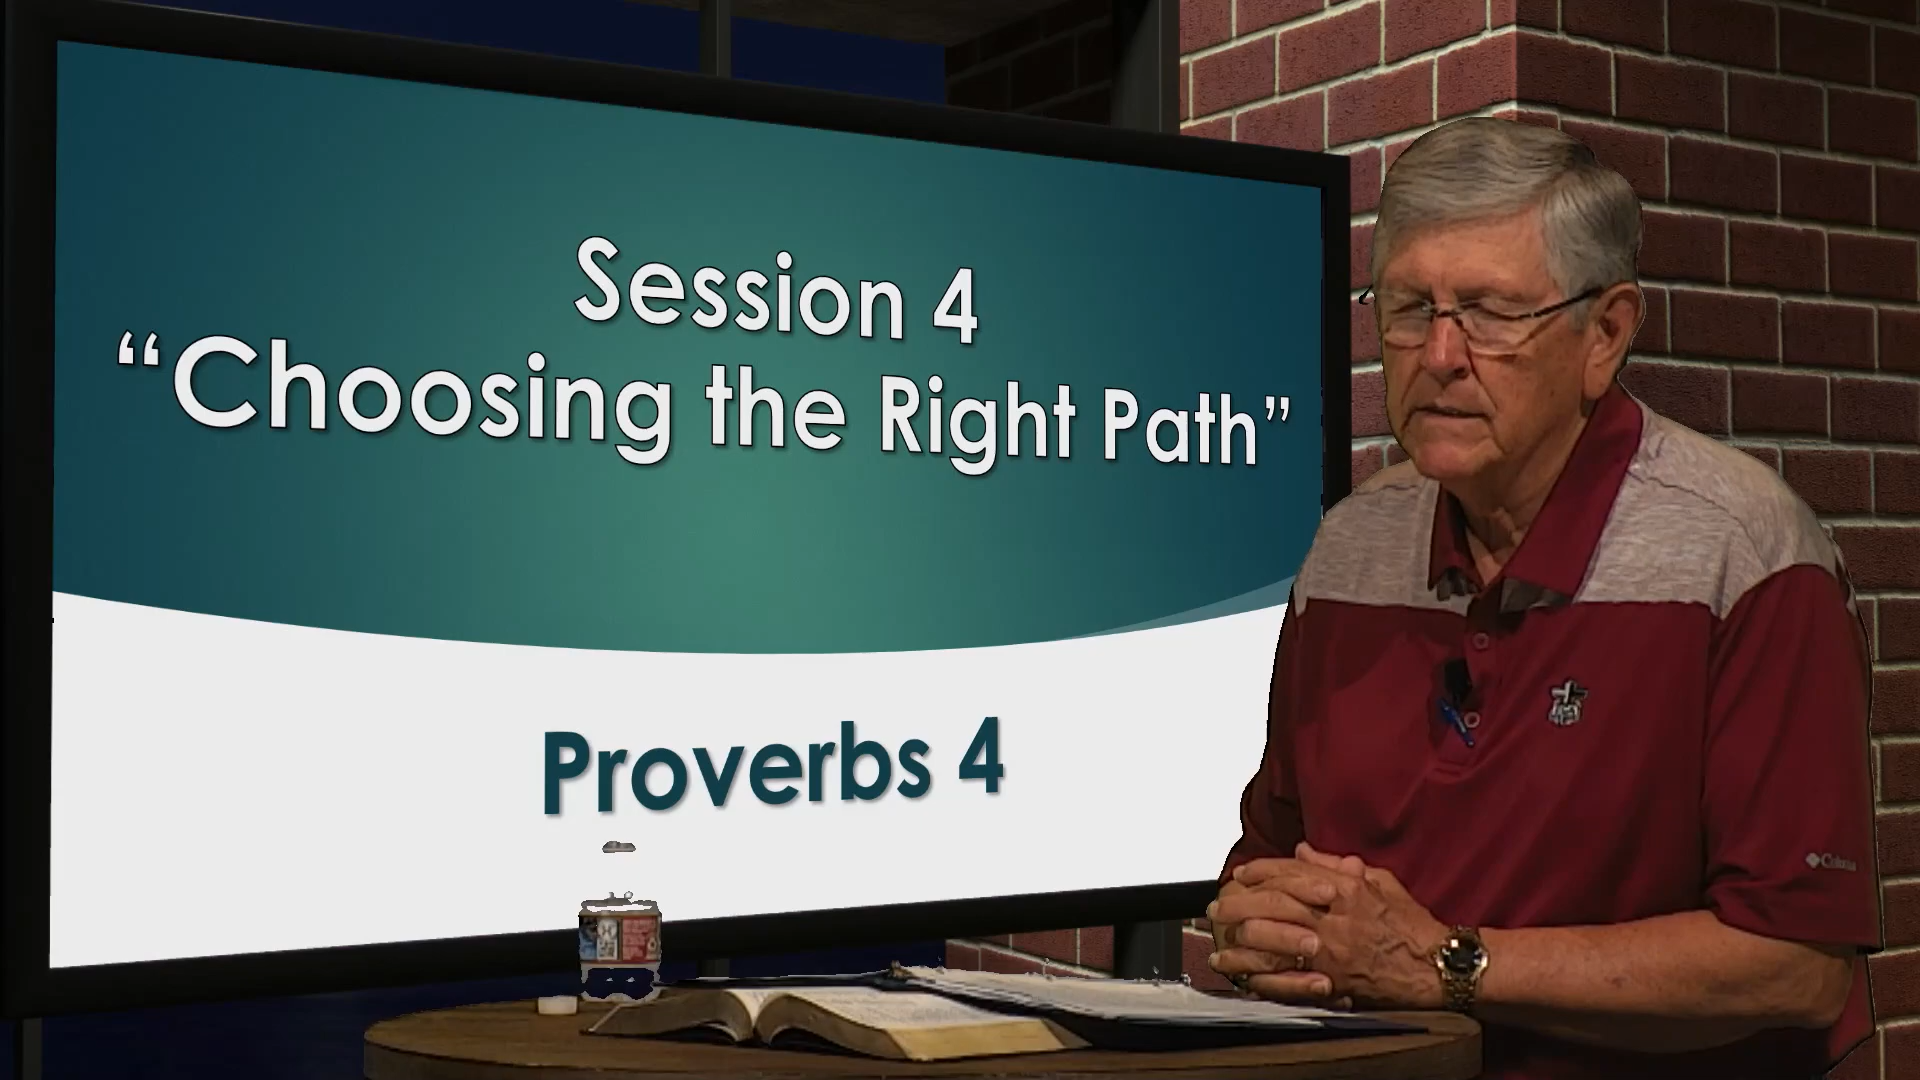 Session 4
“Choosing the Right Path”
Proverbs 4